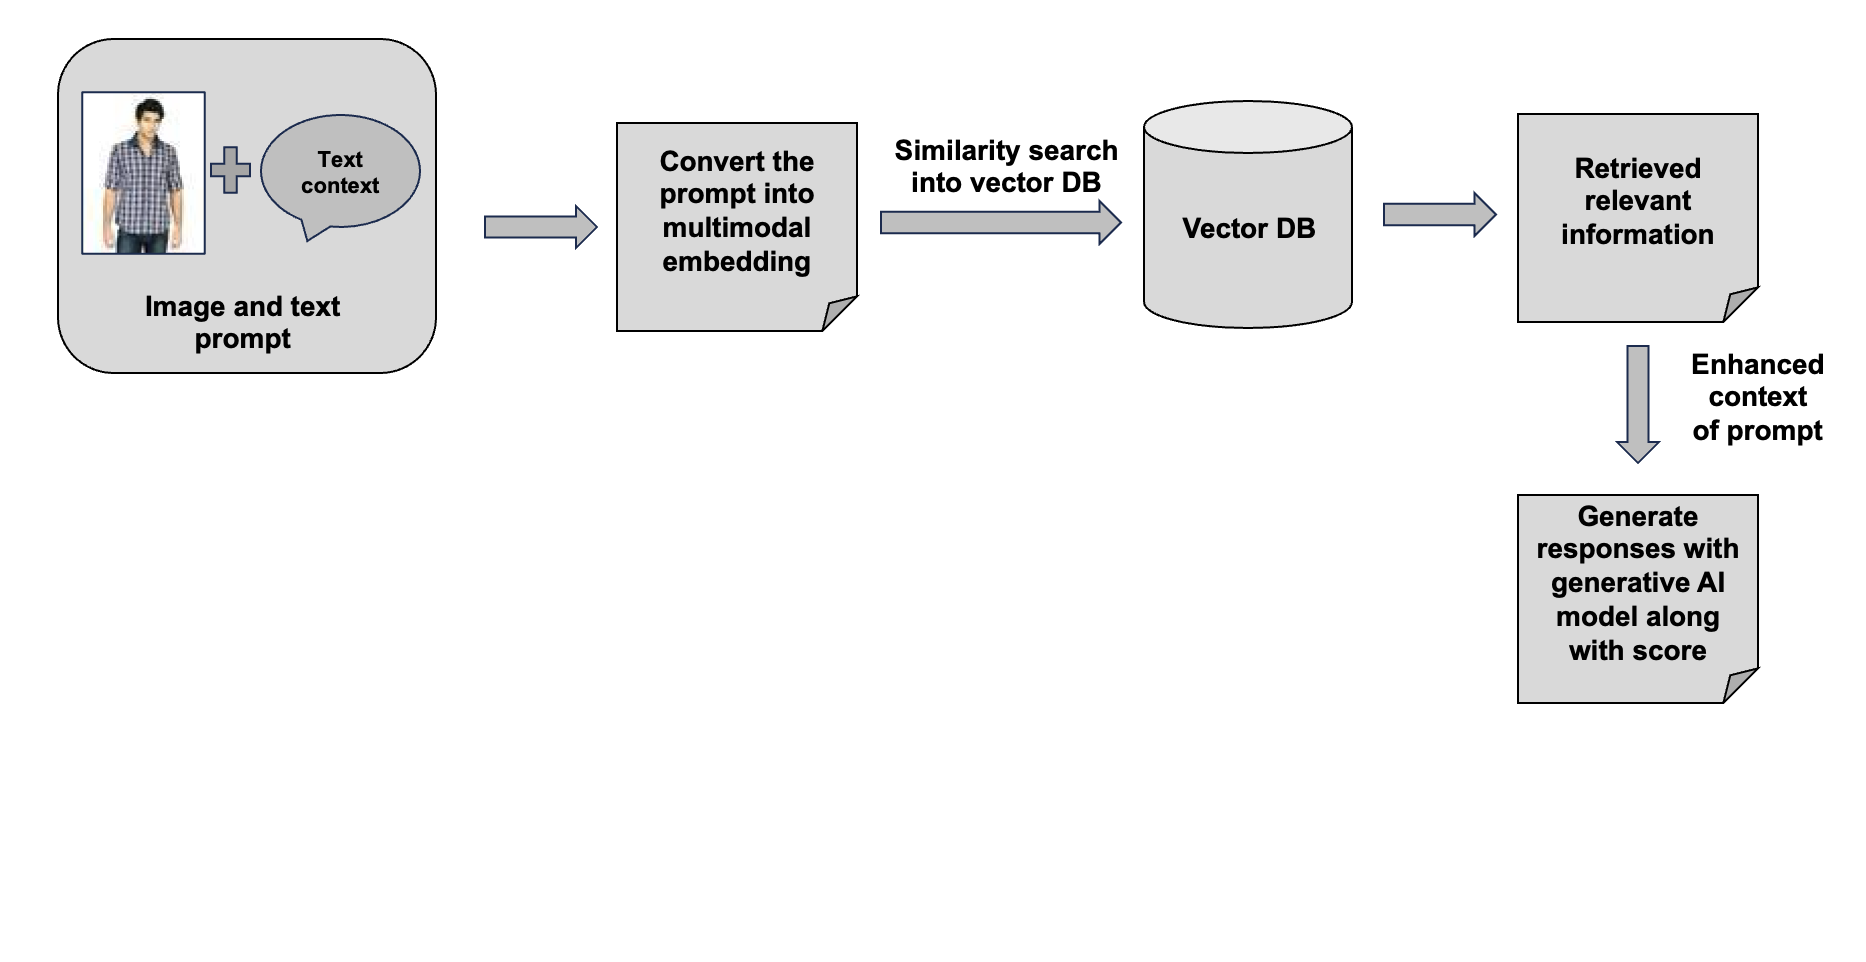 Text
context
Image and text
prompt
Convert the
prompt into
multimodal
embedding
Similarity search
into vector DB
Vector DB
Retrieved
relevant
information
Enhanced
context
of prompt
Generate
responses with
generative AI
model along
with score